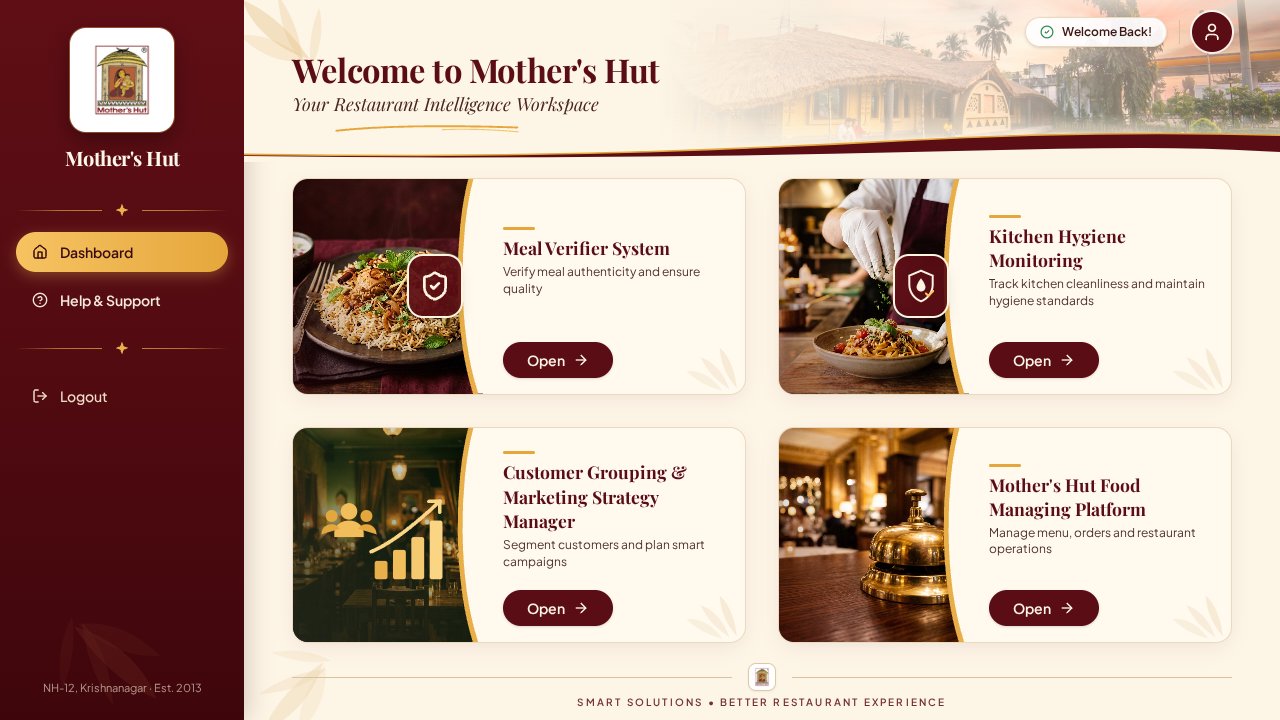 Mother's Hut
Mother's Hut
Dashboard
Help & Support
Logout
NH-12, Krishnanagar · Est. 2013
Welcome to Mother's Hut
Your Restaurant Intelligence Workspace
Welcome Back!
Meal Verifier System
Verify meal authenticity and ensure
quality
Open
Kitchen Hygiene
Monitoring
Track kitchen cleanliness and maintain
hygiene standards
Open
Customer Grouping &
Marketing Strategy
Manager
Segment customers and plan smart
campaigns
Open
Mother's Hut Food
Managing Platform
Manage menu, orders and restaurant
operations
Open
SMART SOLUTIONS • BETTER RESTAURANT EXPERIENCE